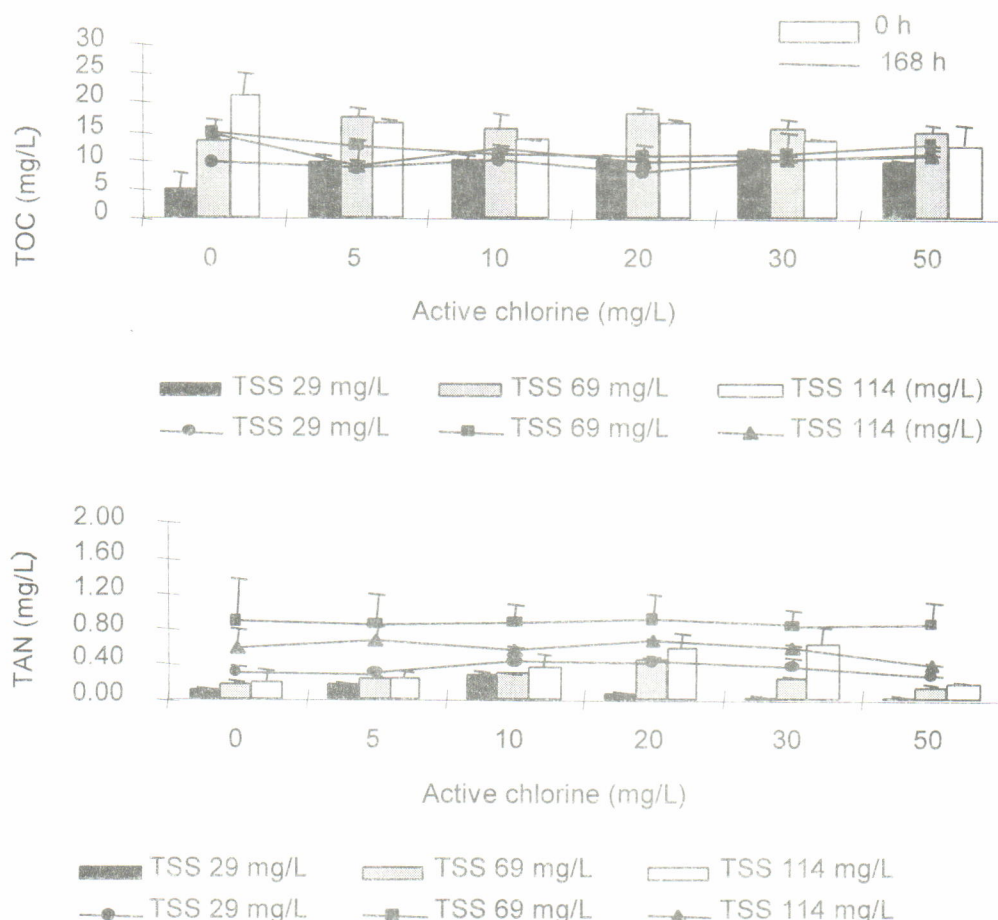 0 h
168 h
30
25
20
15
10
5
0
TOC (mg/L)
0 5 10 20 30 50
Active chlorine (mg/L)
TSS 29 mg/L TSS 69 mg/L TSS 114 (mg/L)
TSS 29 mg/L TSS 69 mg/L TSS 114 (mg/L)
2.00
1.60
1.20
0.80
0.40
0.00
TAN (mg/L)
0 5 10 20 30 50
Active chlorine (mg/L)
TSS 29 mg/L TSS 69 mg/L TSS 114 mg/L
TSS 29 mg/L TSS 69 mg/L TSS 114 mg/L